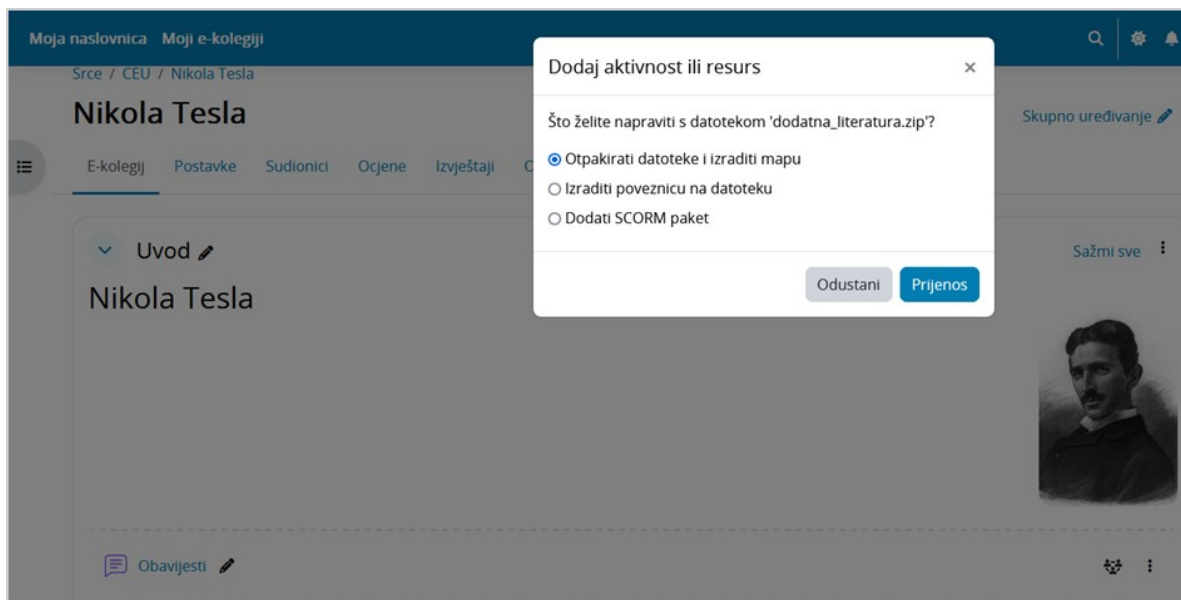 Moja naslovnica Moji e-kolegiji
Srce / CEU / Nikola Tesla
Nikola Tesla
Skupno uređivanje
E-kolegij Postavke Sudionici Ocjene Izvještaji
Uvod
Sažmi sve
Nikola Tesla
Obavijesti
Dodaj aktivnost ili resurs ×
Što želite napraviti s datotekom 'dodatna_literatura.zip'?
Otpakirati datoteke i izraditi mapu
Izraditi poveznicu na datoteku
Dodati SCORM paket
Odustani Prijenos